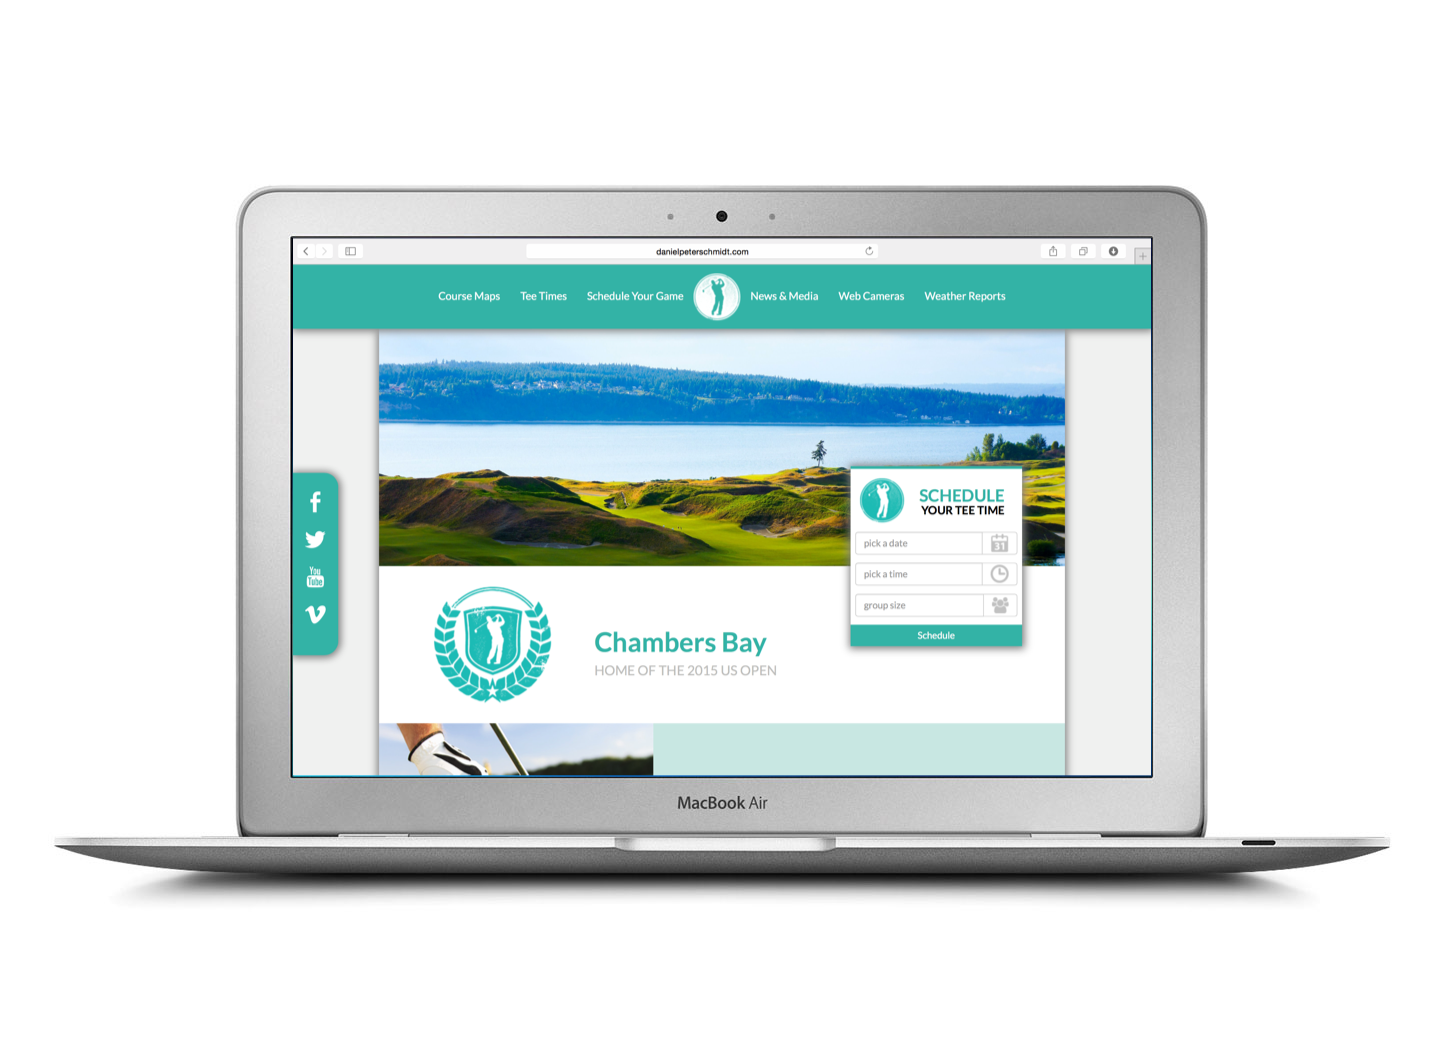 danielpeterschmidt.com
Course Maps Tee Times Schedule Your Game News & Media Web Cameras Weather Reports
SCHEDULE
YOUR TEE TIME
pick a date 31
pick a time
group size
Schedule
You
Tube
Chambers Bay
HOME OF THE 2015 US OPEN
MacBook Air